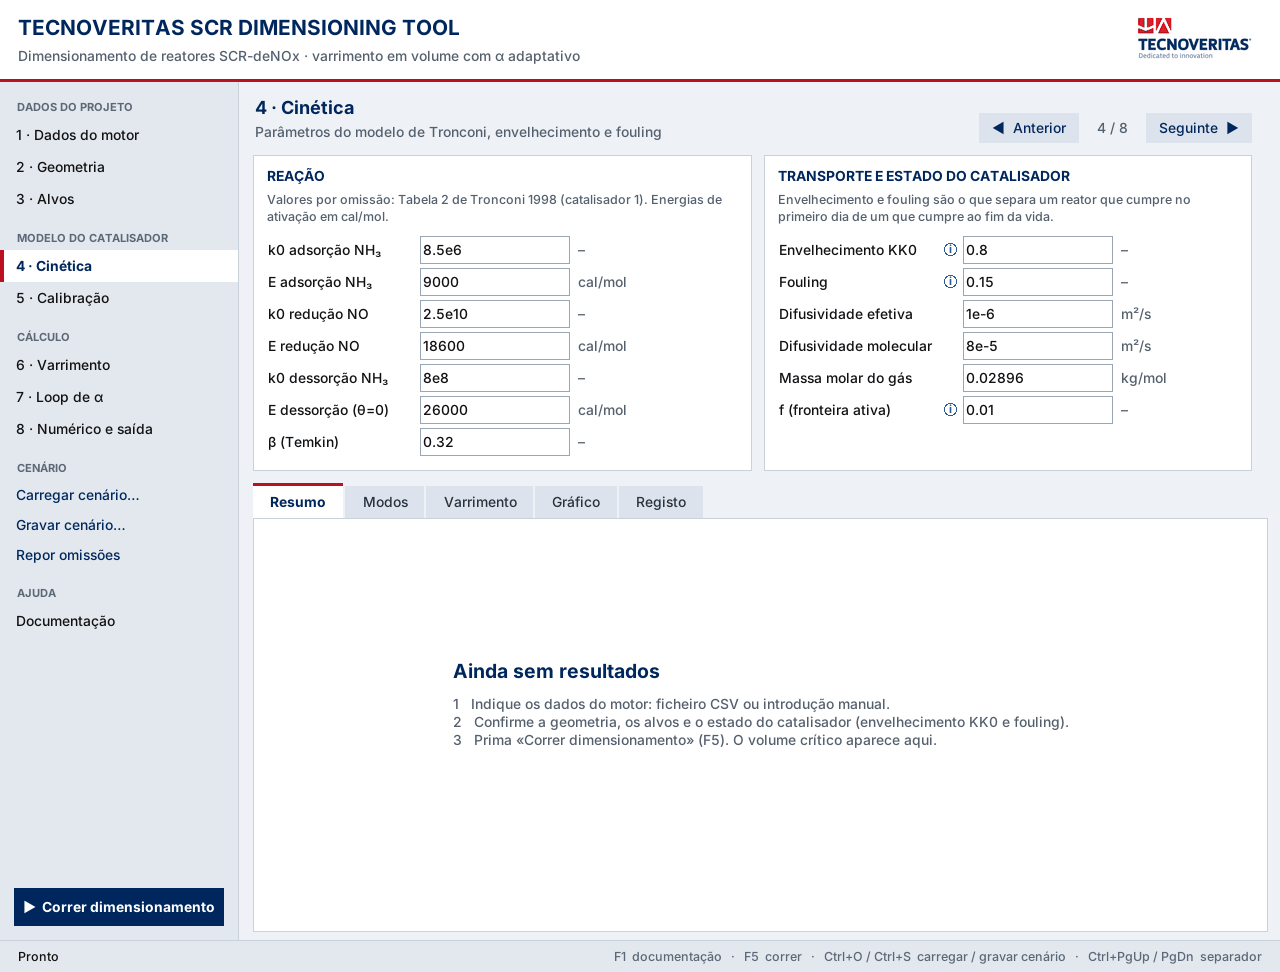 TECNOVERITAS SCR DIMENSIONING TOOL
Dimensionamento de reatores SCR-deNOx · varrimento em volume com α adaptativo
TECNOVERITAS
Dedicated to innovation
DADOS DO PROJETO
1 · Dados do motor
2 · Geometria
3 · Alvos
MODELO DO CATALISADOR
4 · Cinética
5 · Calibração
CÁLCULO
6 · Varrimento
7 · Loop de α
8 · Numérico e saída
CENÁRIO
Carregar cenário...
Gravar cenário...
Repor omissões
AJUDA
Documentação
▶ Correr dimensionamento
4 · Cinética
Parâmetros do modelo de Tronconi, envelhecimento e fouling
◀ Anterior
4 / 8
Seguinte ▶
REAÇÃO
Valores por omissão: Tabela 2 de Tronconi 1998 (catalisador 1). Energias de
ativação em cal/mol.
k0 adsorção NH₃ 8.5e6 –
E adsorção NH₃ 9000 cal/mol
k0 redução NO 2.5e10 –
E redução NO 18600 cal/mol
k0 dessorção NH₃ 8e8 –
E dessorção (θ=0) 26000 cal/mol
β (Temkin) 0.32 –
TRANSPORTE E ESTADO DO CATALISADOR
Envelhecimento e fouling são o que separa um reator que cumpre no
primeiro dia de um que cumpre ao fim da vida.
Envelhecimento KK0 ⓘ 0.8 –
Fouling ⓘ 0.15 –
Difusividade efetiva 1e-6 m²/s
Difusividade molecular 8e-5 m²/s
Massa molar do gás 0.02896 kg/mol
f (fronteira ativa) ⓘ 0.01 –
Resumo
Modos
Varrimento
Gráfico
Registo
Ainda sem resultados
1 Indique os dados do motor: ficheiro CSV ou introdução manual.
2 Confirme a geometria, os alvos e o estado do catalisador (envelhecimento KK0 e fouling).
3 Prima «Correr dimensionamento» (F5). O volume crítico aparece aqui.
Pronto
F1 documentação · F5 correr · Ctrl+O / Ctrl+S carregar / gravar cenário · Ctrl+PgUp / PgDn separador